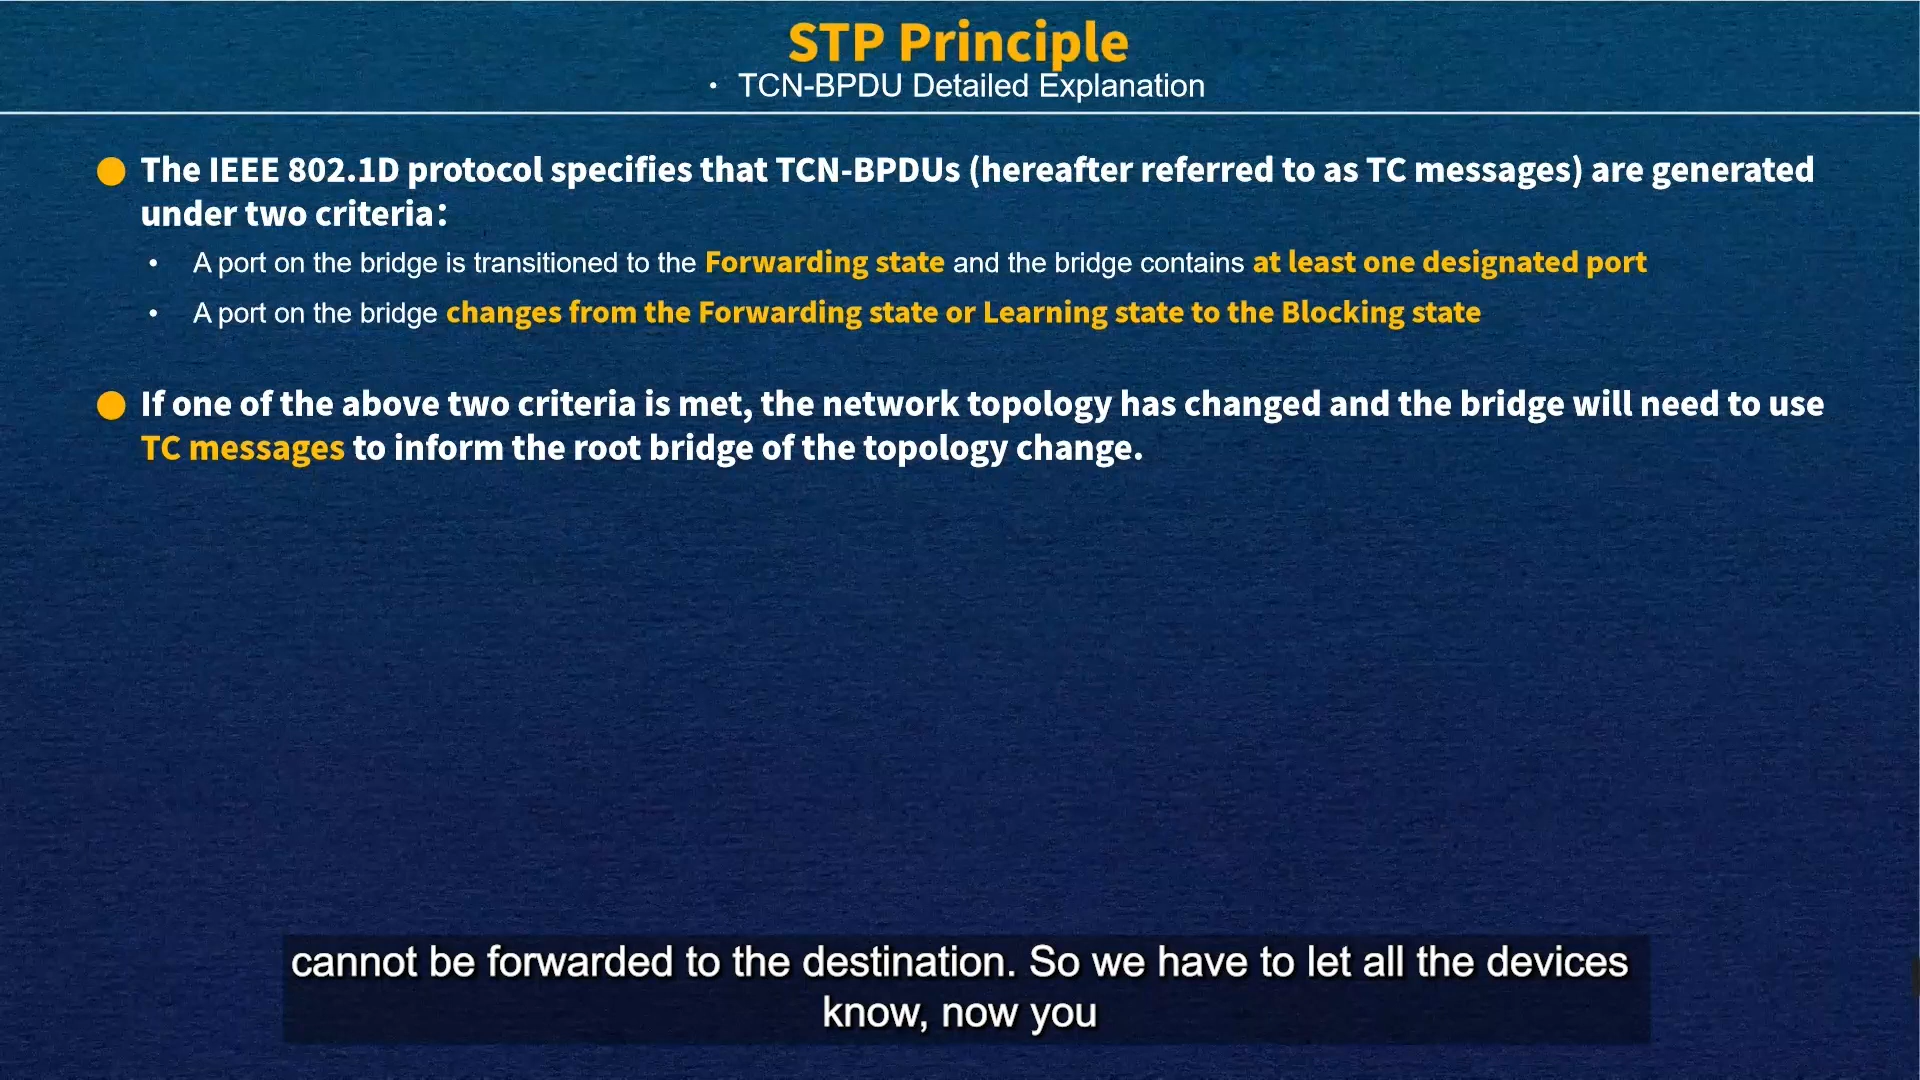 STP Principle
• TCN-BPDU Detailed Explanation
The IEEE 802.1D protocol specifies that TCN-BPDUs (hereafter referred to as TC messages) are generated
under two criteria:
• A port on the bridge is transitioned to the Forwarding state and the bridge contains at least one designated port
• A port on the bridge changes from the Forwarding state or Learning state to the Blocking state
If one of the above two criteria is met, the network topology has changed and the bridge will need to use
TC messages to inform the root bridge of the topology change.
cannot be forwarded to the destination. So we have to let all the devices
know, now you